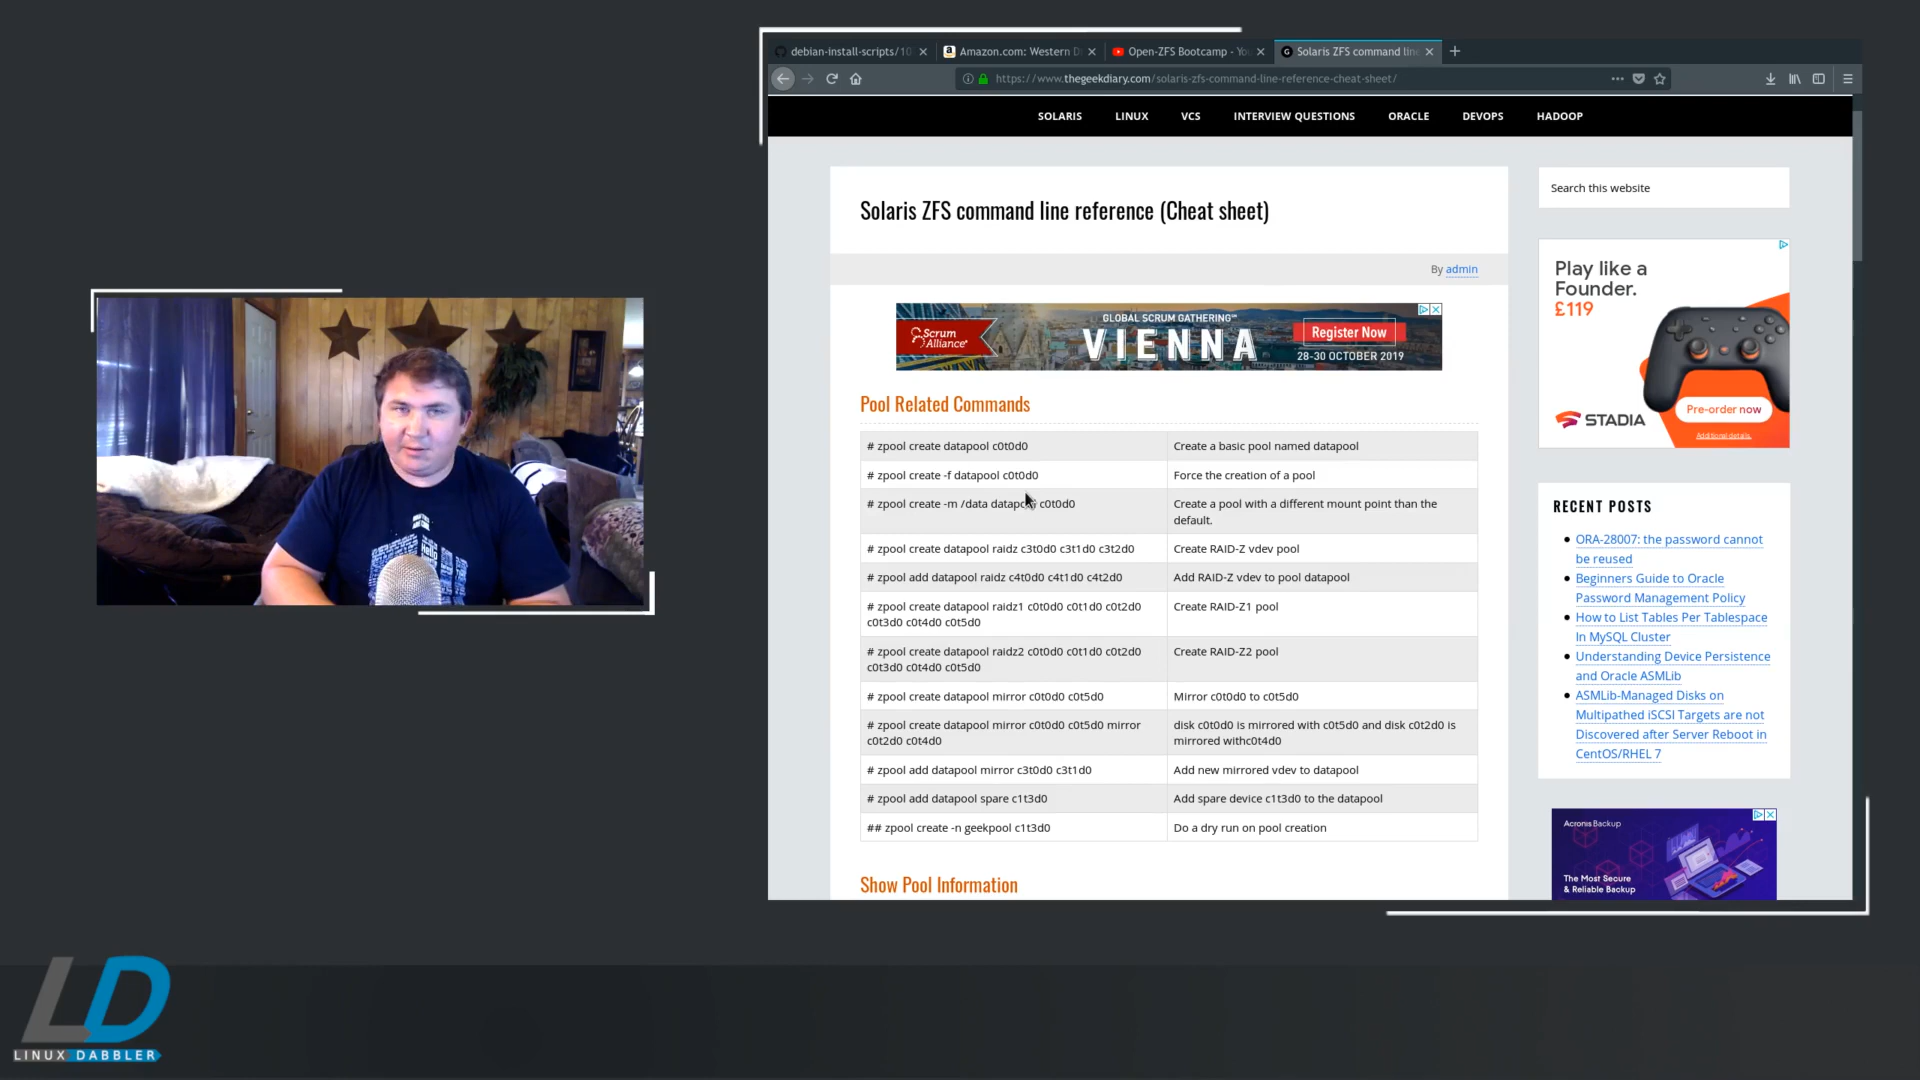 debian-install-scripts/10
Amazon.com: Western D
Open-ZFS Bootcamp - Yo
Solaris ZFS command lin
https://www.thegeekdiary.com/solaris-zfs-command-line-reference-cheat-sheet/
SOLARIS LINUX VCS INTERVIEW QUESTIONS ORACLE DEVOPS HADOOP
Solaris ZFS command line reference (Cheat sheet)
By admin
Scrum
Alliance
GLOBAL SCRUM GATHERING℠
VIENNA
Register Now
28-30 OCTOBER 2019
Pool Related Commands
# zpool create datapool c0t0d0 Create a basic pool named datapool
# zpool create -f datapool c0t0d0 Force the creation of a pool
# zpool create -m /data datapool c0t0d0 Create a pool with a different mount point than the
default.
# zpool create datapool raidz c3t0d0 c3t1d0 c3t2d0 Create RAID-Z vdev pool
# zpool add datapool raidz c4t0d0 c4t1d0 c4t2d0 Add RAID-Z vdev to pool datapool
# zpool create datapool raidz1 c0t0d0 c0t1d0 c0t2d0 Create RAID-Z1 pool
c0t3d0 c0t4d0 c0t5d0
# zpool create datapool raidz2 c0t0d0 c0t1d0 c0t2d0 Create RAID-Z2 pool
c0t3d0 c0t4d0 c0t5d0
# zpool create datapool mirror c0t0d0 c0t5d0 Mirror c0t0d0 to c0t5d0
# zpool create datapool mirror c0t0d0 c0t5d0 mirror disk c0t0d0 is mirrored with c0t5d0 and disk c0t2d0 is
c0t2d0 c0t4d0 mirrored withc0t4d0
# zpool add datapool mirror c3t0d0 c3t1d0 Add new mirrored vdev to datapool
# zpool add datapool spare c1t3d0 Add spare device c1t3d0 to the datapool
## zpool create -n geekpool c1t3d0 Do a dry run on pool creation
Show Pool Information
Search this website
Play like a
Founder.
£119
STADIA
Pre-order now
Additional details.
RECENT POSTS
ORA-28007: the password cannot
be reused
Beginners Guide to Oracle
Password Management Policy
How to List Tables Per Tablespace
In MySQL Cluster
Understanding Device Persistence
and Oracle ASMLib
ASMLib-Managed Disks on
Multipathed iSCSI Targets are not
Discovered after Server Reboot in
CentOS/RHEL 7
Acronis Backup
The Most Secure
& Reliable Backup
Hello
LD
LINUX DABBLER